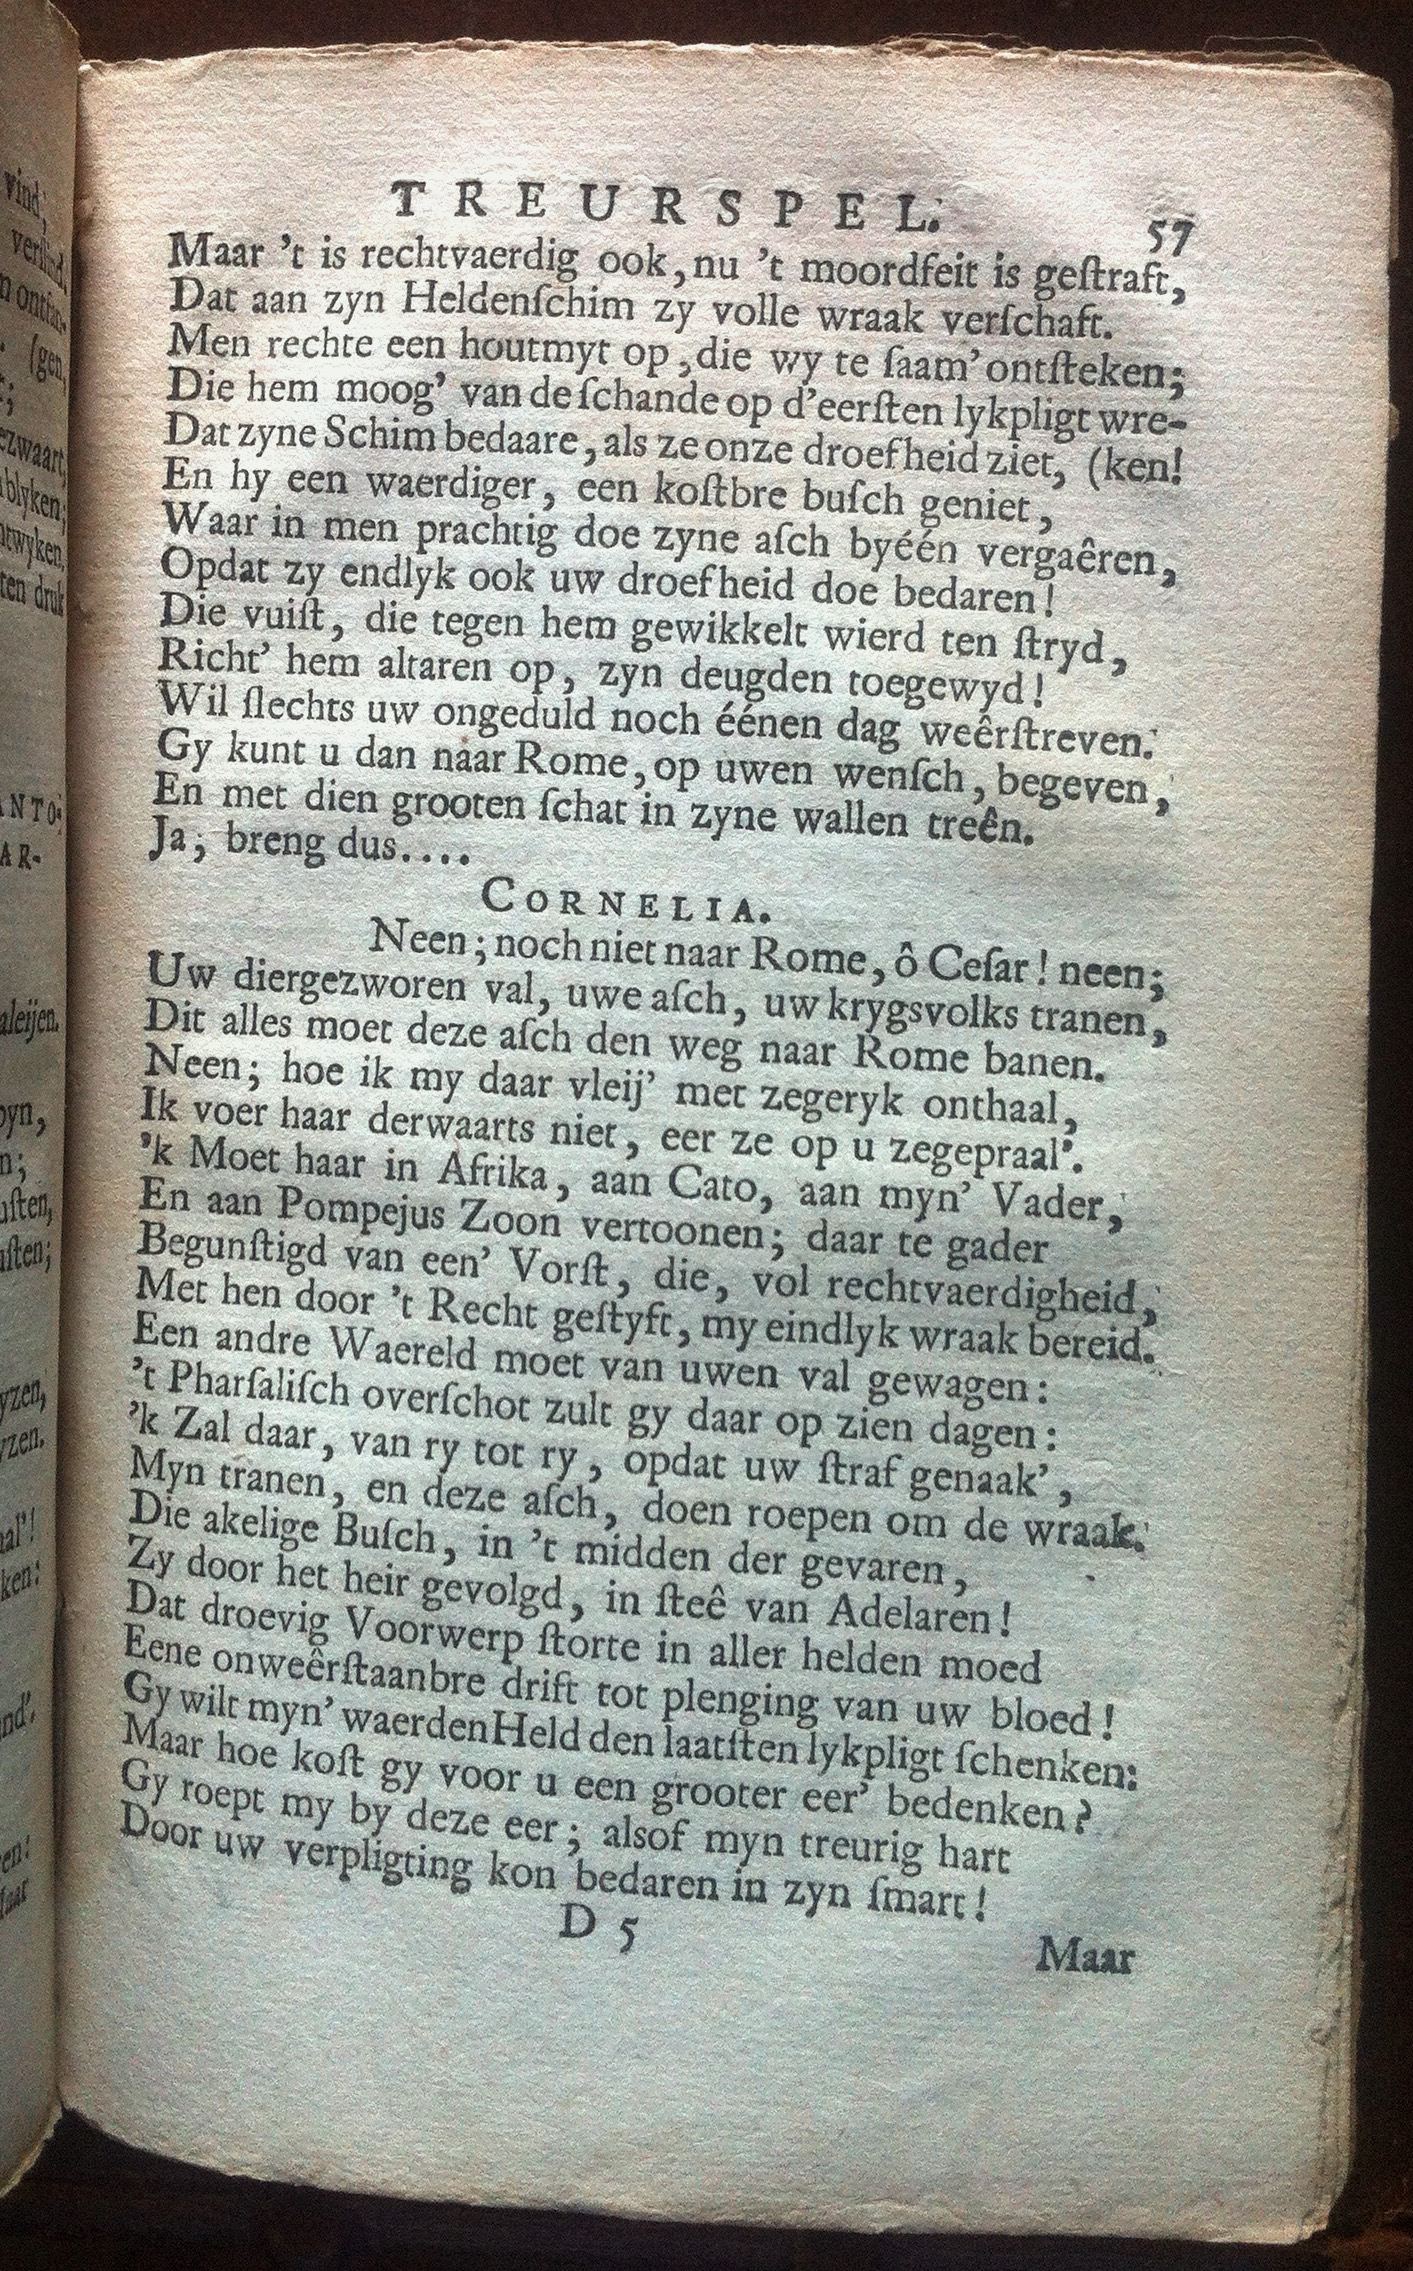 TREURSPEL. 57
Maar ’t is rechtvaerdig ook, nu ’t moordfeit is geſtraft,
Dat aan zyn Heldenſchim zy volle wraak verſchaft.
Men rechte een houtmyt op, die wy te ſaam’ ontſteken;
Die hem moog’ van de ſchande op d’eerſten lykpligt wre-
Dat zyne Schim bedaare, als ze onze droefheid ziet, (ken!
En hy een waerdiger, een koſtbre buſch geniet,
Waar in men prachtig doe zyne aſch byéén vergaêren,
Opdat zy endlyk ook uw droefheid doe bedaren!
Die vuiſt, die tegen hem gewikkelt wierd ten ſtryd,
Richt’ hem altaren op, zyn deugden toegewyd!
Wil ſlechts uw ongeduld noch éénen dag weêrſtreven.
Gy kunt u dan naar Rome, op uwen wenſch, begeven,
En met dien grooten ſchat in zyne wallen treên.
Ja; breng dus....
CORNELIA.
Neen; noch niet naar Rome, ô Ceſar! neen;
Uw diergezworen val, uwe aſch, uw krygsvolks tranen,
Dit alles moet deze aſch den weg naar Rome banen.
Neen; hoe ik my daar vleij’ met zegeryk onthaal,
Ik voer haar derwaarts niet, eer ze op u zegepraal’.
’k Moet haar in Afrika, aan Cato, aan myn’ Vader,
En aan Pompejus Zoon vertoonen; daar te gader
Begunſtigd van een’ Vorſt, die, vol rechtvaerdigheid,
Met hen door ’t Recht geſtyft, my eindlyk wraak bereid.
Een andre Waereld moet van uwen val gewagen:
’t Pharſaliſch overſchot zult gy daar op zien dagen:
’k Zal daar, van ry tot ry, opdat uw ſtraf genaak’,
Myn tranen, en deze aſch, doen roepen om de wraak.
Die akelige Buſch, in ’t midden der gevaren,
Zy door het heir gevolgd, in ſteê van Adelaren!
Dat droevig Voorwerp ſtorte in aller helden moed
Eene onweêrſtaanbre drift tot plenging van uw bloed!
Gy wilt myn’ waerden Held den laatſten lykpligt ſchenken:
Maar hoe koſt gy voor u een grooter eer’ bedenken?
Gy roept my by deze eer; alsof myn treurig hart
Door uw verpligting kon bedaren in zyn ſmart!
D 5
Maar